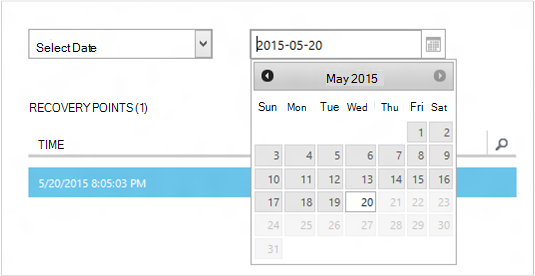 Select Date
2015-05-20
May 2015
Sun Mon Tue Wed Thu Fri Sat
1 2
3 4 5 6 7 8 9
10 11 12 13 14 15 16
17 18 19 20 21 22 23
24 25 26 27 28 29 30
31
RECOVERY POINTS (1)
TIME
5/20/2015 8:05:03 PM